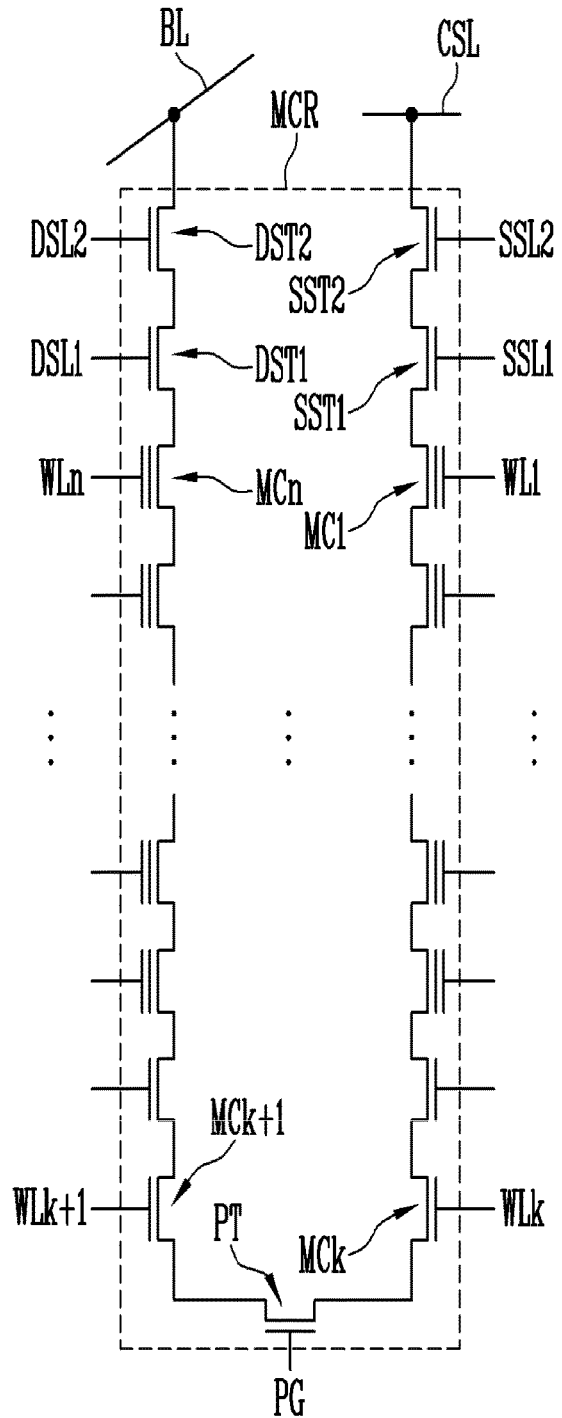 BL
CSL
MCR
DSL2
DST2
SST2
SSL2
DSL1
DST1
SST1
SSL1
WLn
MCn
MC1
WL1
MCk+1
WLk+1
PT
MCk
WLk
PG